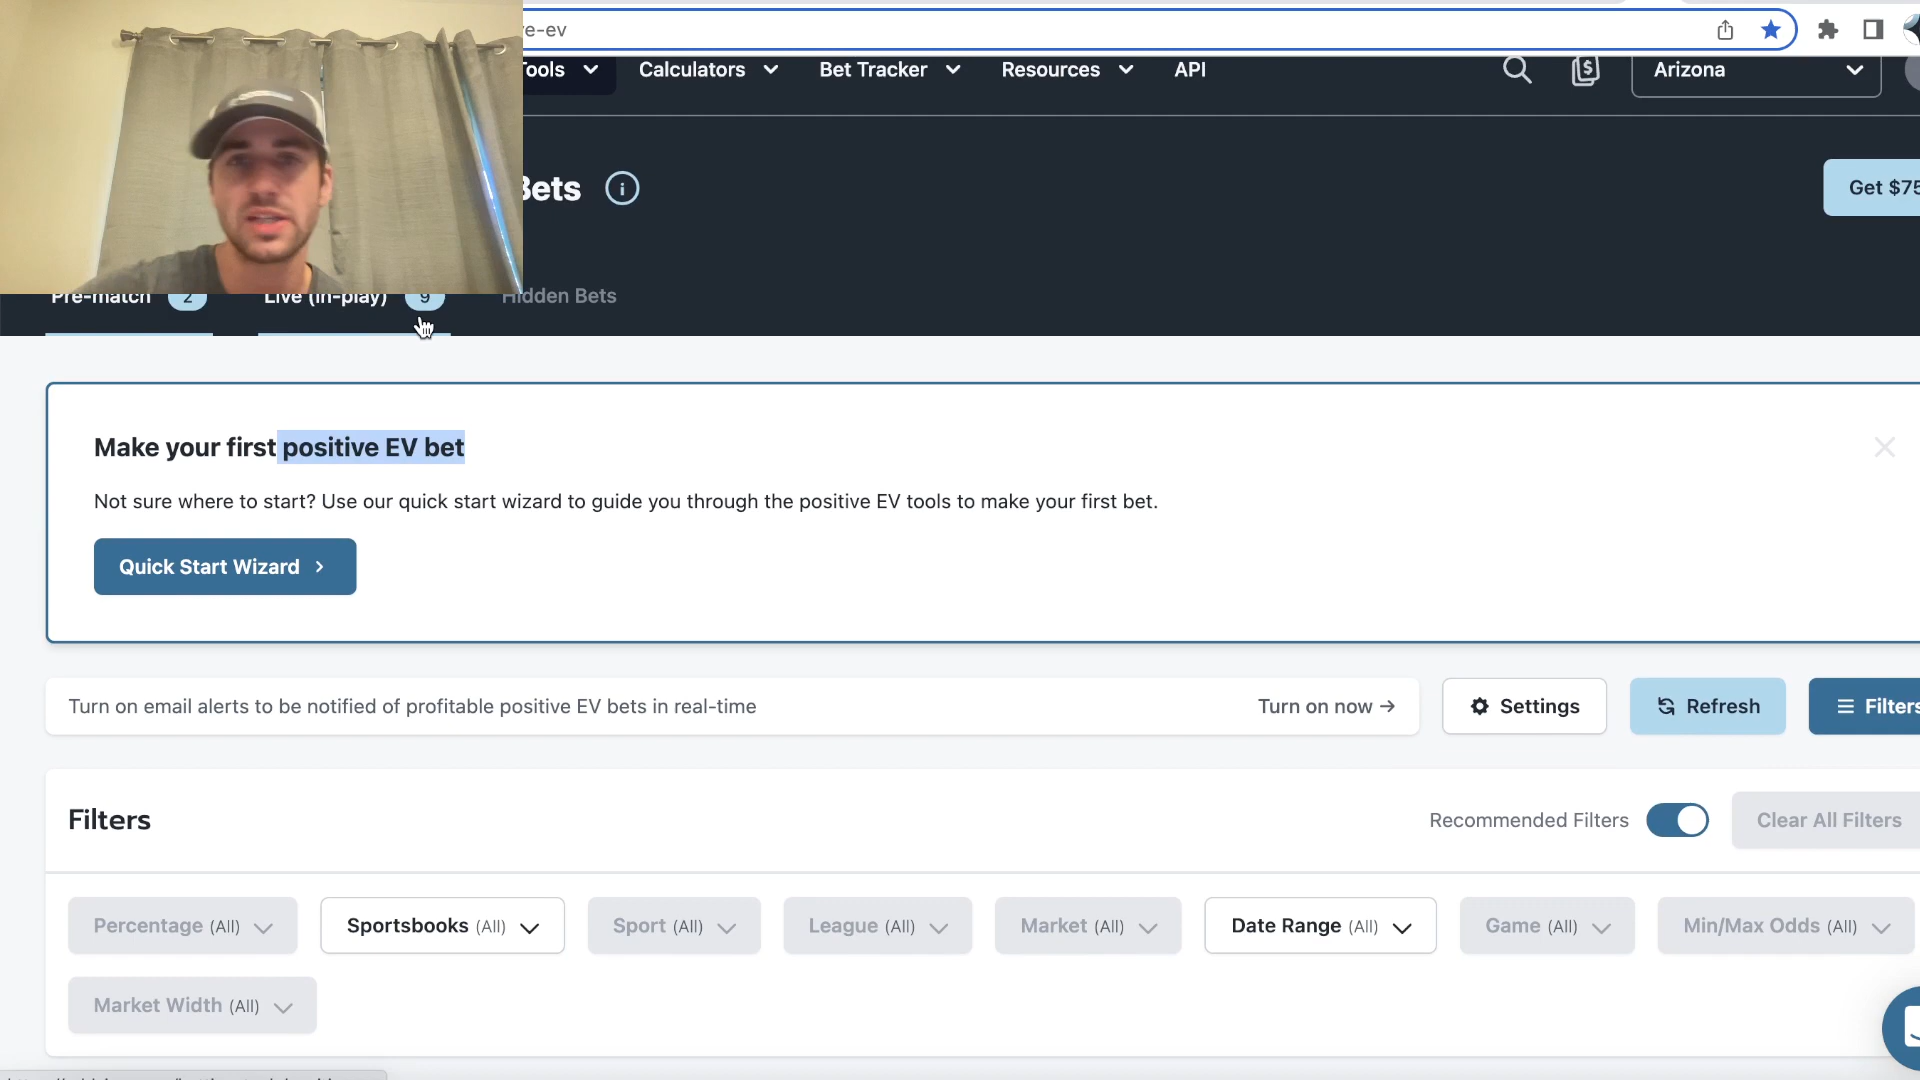 re-ev
Tools
Calculators
Bet Tracker
Resources
API
Arizona
Bets
Get $75
Pre-match 2
Live (in-play) 9
Hidden Bets
Make your first positive EV bet
Not sure where to start? Use our quick start wizard to guide you through the positive EV tools to make your first bet.
Quick Start Wizard
Turn on email alerts to be notified of profitable positive EV bets in real-time
Turn on now →
Settings
Refresh
Filters
Filters
Recommended Filters
Clear All Filters
Percentage (All)
Sportsbooks (All)
Sport (All)
League (All)
Market (All)
Date Range (All)
Game (All)
Min/Max Odds (All)
Market Width (All)